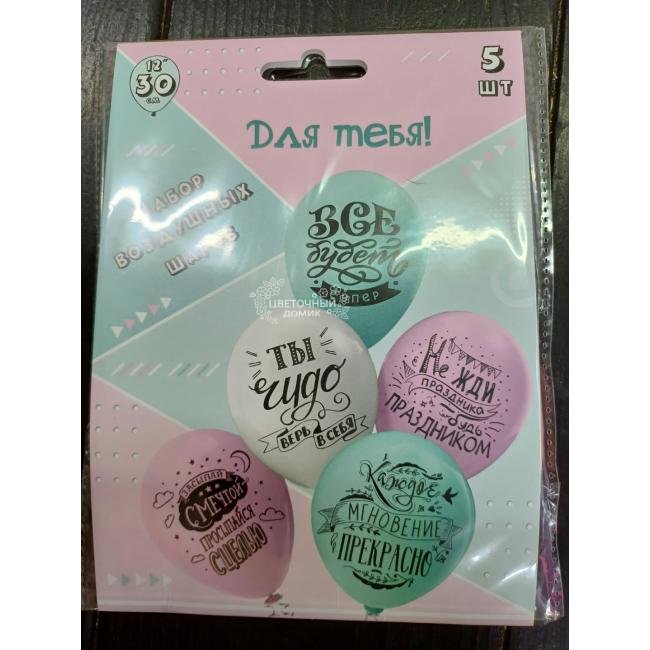 12"
30
см
5
шт
Для тебя!
НАБОР
ВОЗДУШНЫХ
ШАРОВ
ВСЕ
будет
СУПЕР
ЦВЕТОЧНЫЙ
ДОМИК
ТЫ
чудо
ВЕРЬ В СЕБЯ
Не ЖДИ
ПРАЗДНИКА
БУДЬ
ПРАЗДНИКОМ
ЗАСЫПАЙ
С МЕЧТОЙ
ПРОСЫПАЙСЯ
С ЦЕЛЬЮ
Каждое
МГНОВЕНИЕ
ПРЕКРАСНО